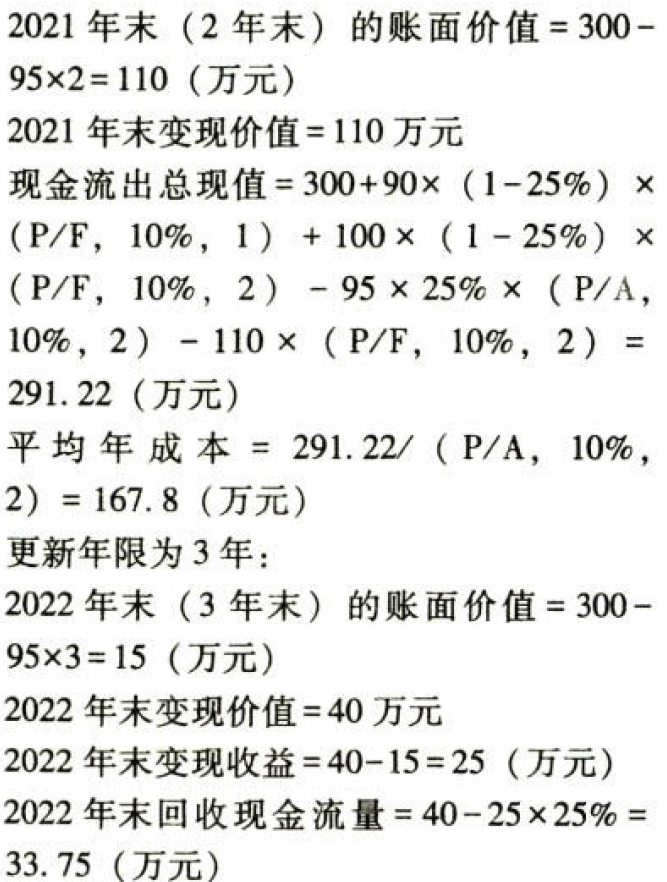 2021 年末（2 年末）的账面价值 = 300-
95×2 = 110（万元）
2021 年末变现价值 = 110 万元
现金流出总现值 = 300+90×（1-25%）×
（P/F，10%，1）+ 100 ×（1 - 25%）×
（P/F，10%，2）- 95 × 25% ×（P/A，
10%，2）- 110 ×（P/F，10%，2）=
291.22（万元）
平均年成本 = 291.22/（P/A，10%，
2）= 167.8（万元）
更新年限为 3 年：
2022 年末（3 年末）的账面价值 = 300-
95×3 = 15（万元）
2022 年末变现价值 = 40 万元
2022 年末变现收益 = 40-15 = 25（万元）
2022 年末回收现金流量 = 40-25×25% =
33.75（万元）